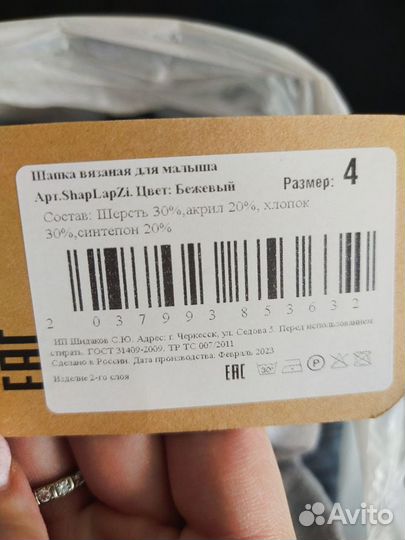 Шапка вязаная для малыша
Арт.ShapLapZi. Цвет: Бежевый
Размер: 4
Состав: Шерсть 30%,акрил 20%, хлопок
30%,синтепон 20%
2 037993 853632
ИП Шидаков С.Ю. Адрес: г. Черкесск, ул. Седова 5. Перед использованием
стирать. ГОСТ 31409-2009. ТР ТС 007/2011
Сделано в России. Дата производства: Февраль 2023
Изделие 2-го слоя
EAC
30°
P
EAC
Avito